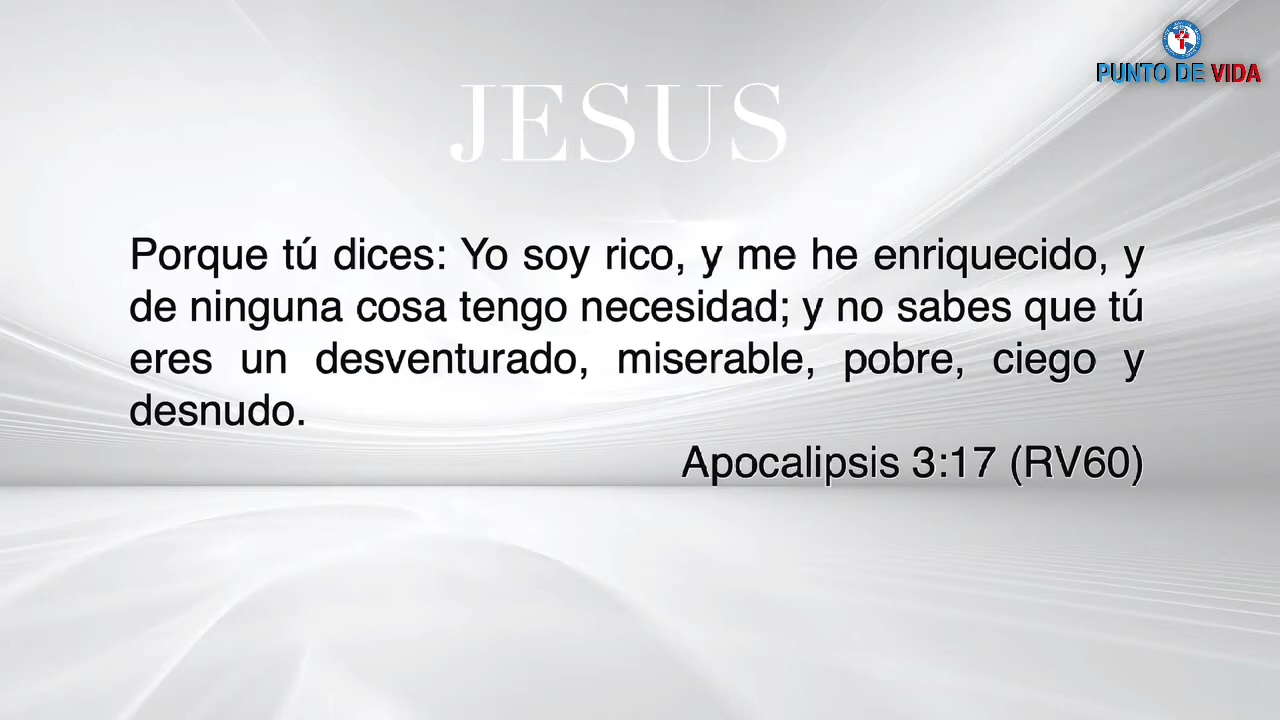 PUNTO DE VIDA
JESUS
Porque tú dices: Yo soy rico, y me he enriquecido, y
de ninguna cosa tengo necesidad; y no sabes que tú
eres un desventurado, miserable, pobre, ciego y
desnudo.
Apocalipsis 3:17 (RV60)